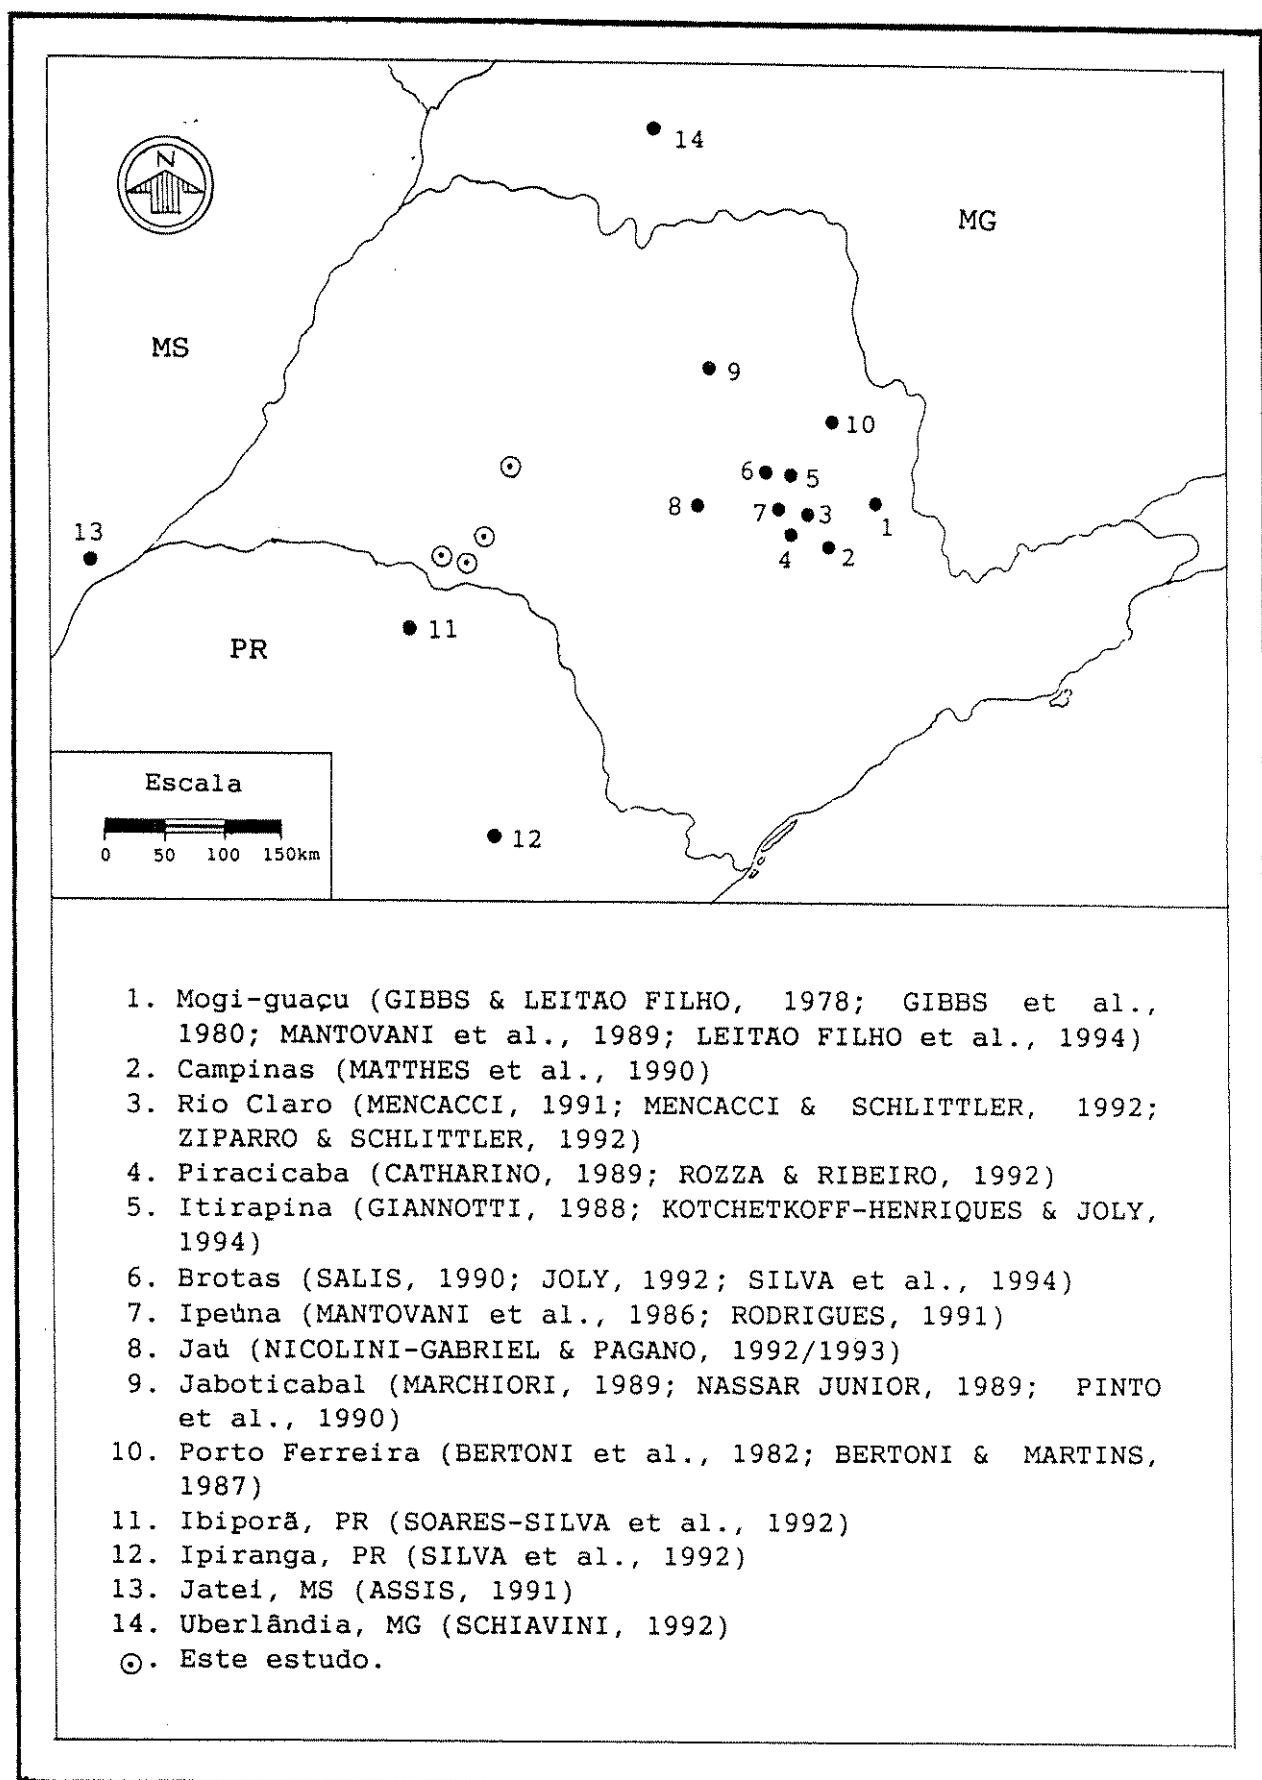 N
14
MG
MS
9
10
6
5
8
7
3
1
13
4
2
11
PR
Escala
0 50 100 150km
12
1. Mogi-guaçu (GIBBS & LEITAO FILHO, 1978; GIBBS et al.,
1980; MANTOVANI et al., 1989; LEITAO FILHO et al., 1994)
2. Campinas (MATTHES et al., 1990)
3. Rio Claro (MENCACCI, 1991; MENCACCI & SCHLITTLER, 1992;
ZIPARRO & SCHLITTLER, 1992)
4. Piracicaba (CATHARINO, 1989; ROZZA & RIBEIRO, 1992)
5. Itirapina (GIANNOTTI, 1988; KOTCHETKOFF-HENRIQUES & JOLY,
1994)
6. Brotas (SALIS, 1990; JOLY, 1992; SILVA et al., 1994)
7. Ipeúna (MANTOVANI et al., 1986; RODRIGUES, 1991)
8. Jaú (NICOLINI-GABRIEL & PAGANO, 1992/1993)
9. Jaboticabal (MARCHIORI, 1989; NASSAR JUNIOR, 1989; PINTO
et al., 1990)
10. Porto Ferreira (BERTONI et al., 1982; BERTONI & MARTINS,
1987)
11. Ibiporã, PR (SOARES-SILVA et al., 1992)
12. Ipiranga, PR (SILVA et al., 1992)
13. Jateí, MS (ASSIS, 1991)
14. Uberlândia, MG (SCHIAVINI, 1992)
⊙. Este estudo.